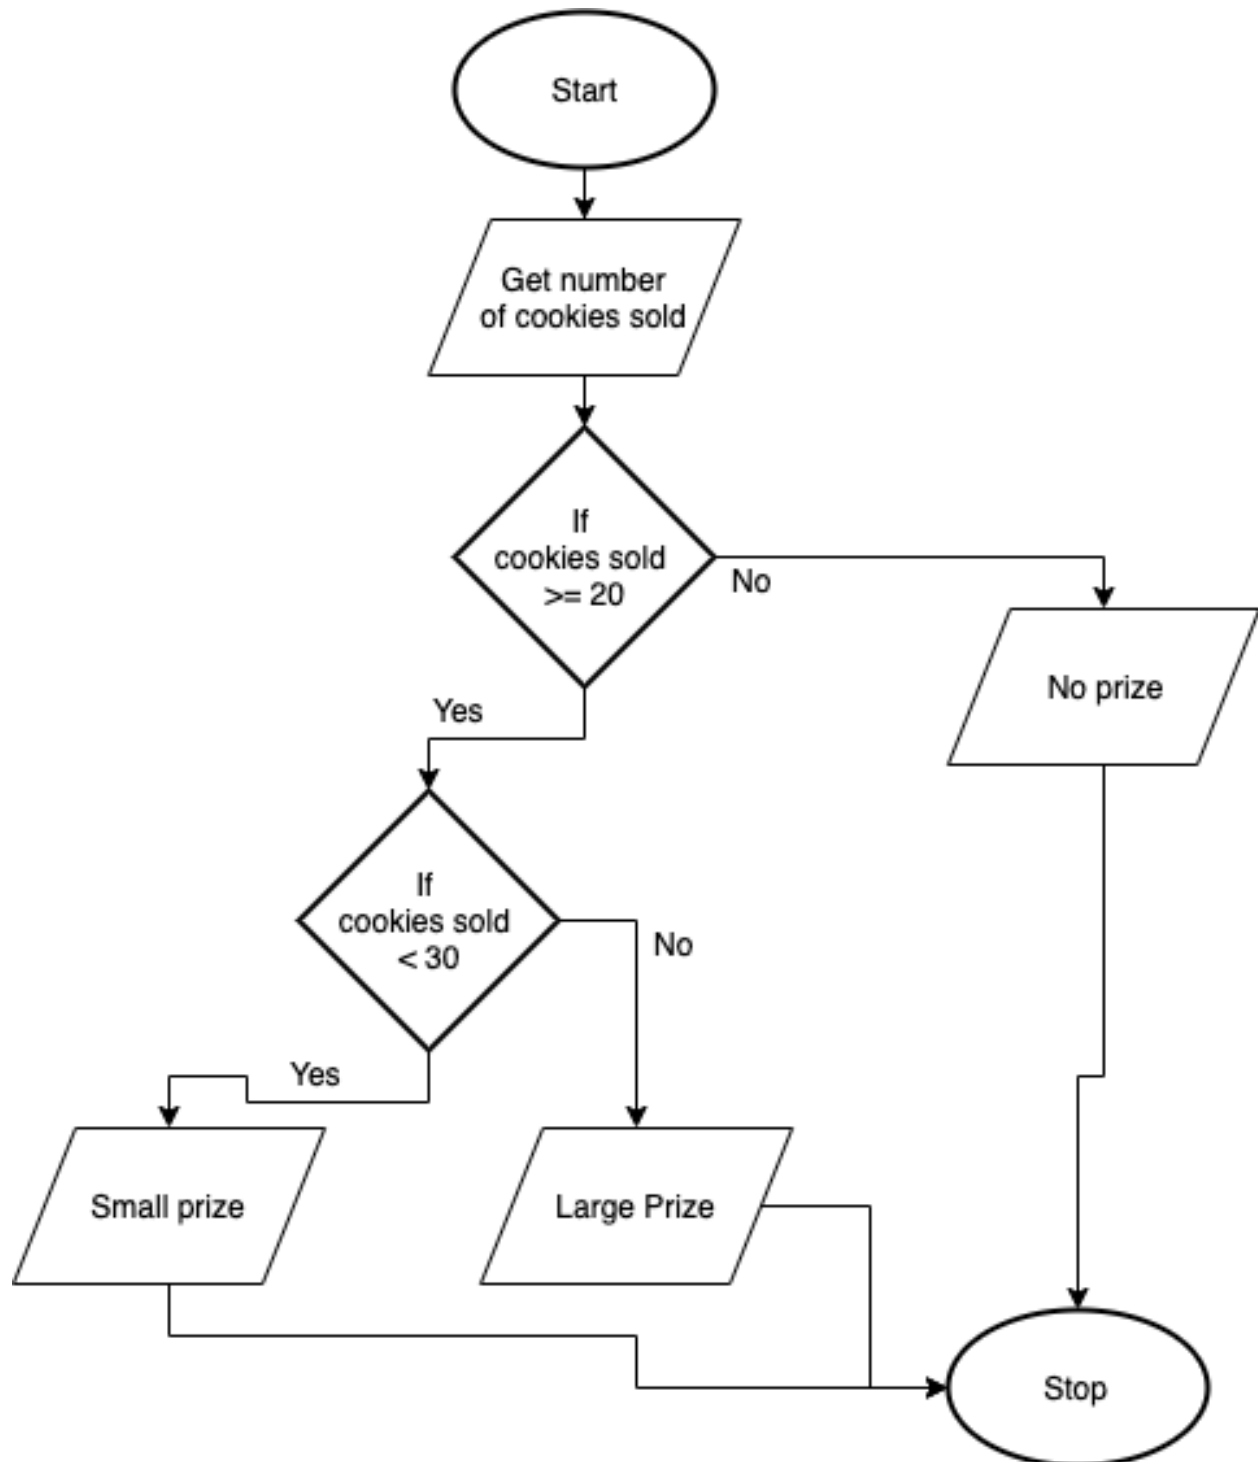 Start
Get number
of cookies sold
If
cookies sold
>= 20
No
No prize
Yes
If
cookies sold
< 30
No
Yes
Small prize
Large Prize
Stop